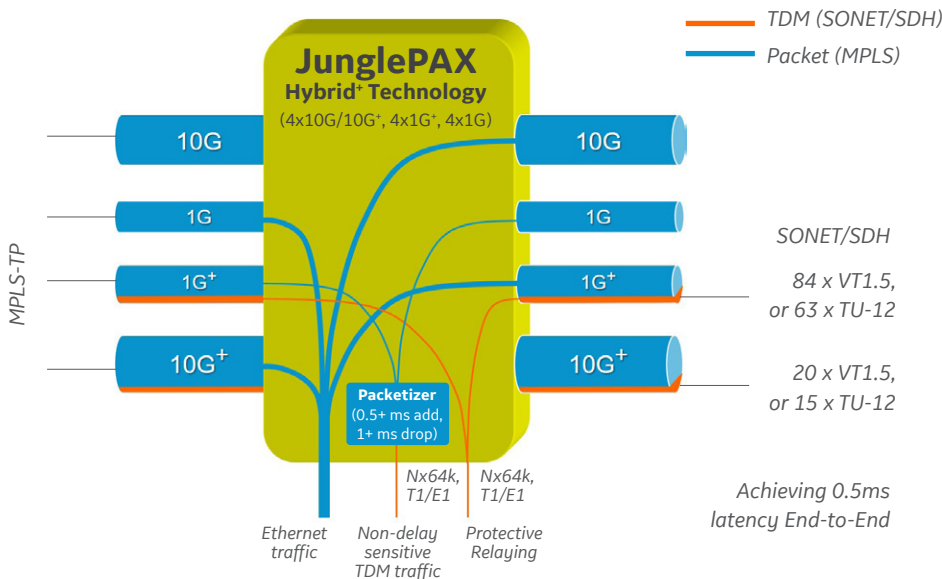 JunglePAX
Hybrid⁺ Technology
(4x10G/10G⁺, 4x1G⁺, 4x1G)
TDM (SONET/SDH)
Packet (MPLS)
MPLS-TP
10G
1G
1G⁺
10G⁺
10G
1G
1G⁺
10G⁺
SONET/SDH
84 x VT1.5,
or 63 x TU-12
20 x VT1.5,
or 15 x TU-12
Packetizer
(0.5+ ms add,
1+ ms drop)
Nx64k,
T1/E1
Nx64k,
T1/E1
Ethernet
traffic
Non-delay
sensitive
TDM traffic
Protective
Relaying
Achieving 0.5ms
latency End-to-End